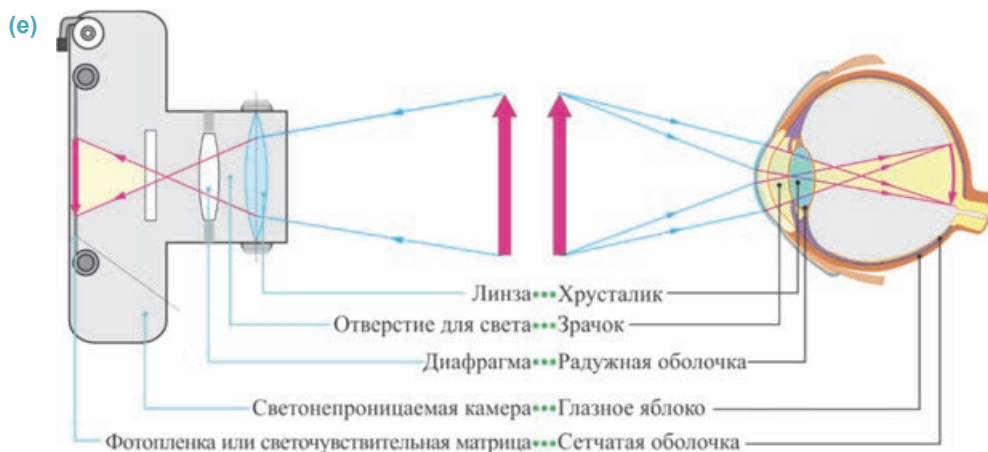 (e)
Линза•••Хрусталик
Отверстие для света•••Зрачок
Диафрагма•••Радужная оболочка
Светонепроницаемая камера•••Глазное яблоко
Фотопленка или светочувствительная матрица•••Сетчатая оболочка